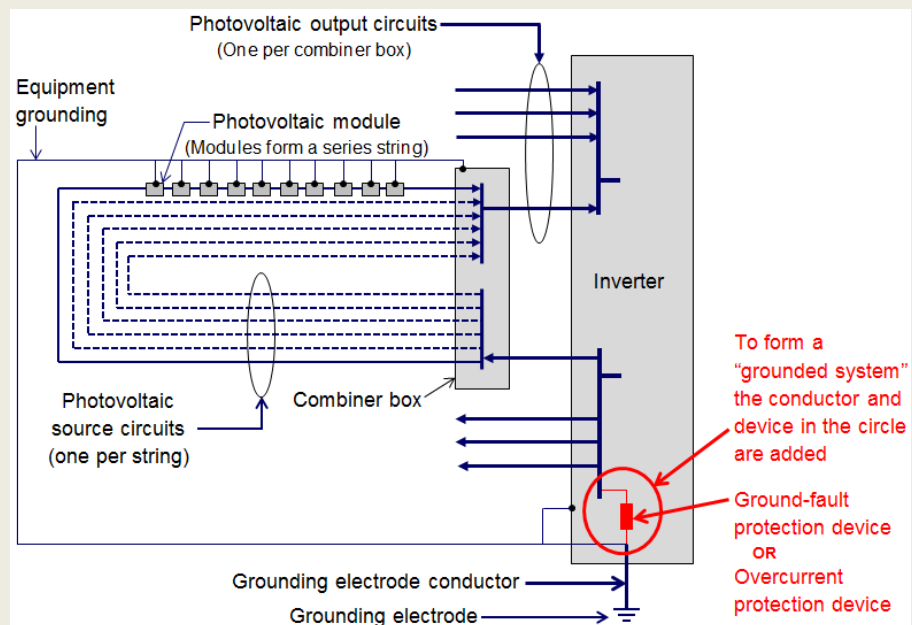 Photovoltaic output circuits
(One per combiner box)
Equipment
grounding
Photovoltaic module
(Modules form a series string)
Inverter
To form a
“grounded system”
the conductor and
device in the circle
are added
Combiner box
Photovoltaic
source circuits
(one per string)
Ground-fault
protection device
OR
Overcurrent
protection device
Grounding electrode conductor
Grounding electrode